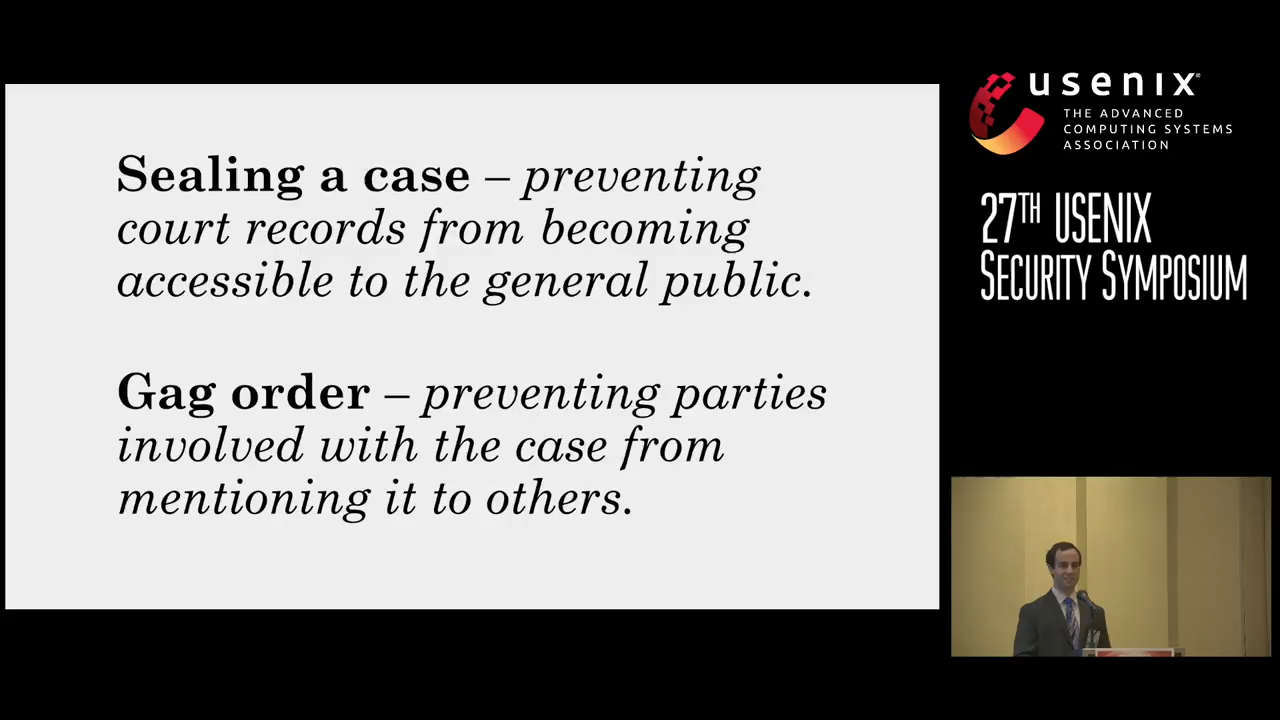 Sealing a case – preventing
court records from becoming
accessible to the general public.
Gag order – preventing parties
involved with the case from
mentioning it to others.
usenix®
THE ADVANCED
COMPUTING SYSTEMS
ASSOCIATION
27TH USENIX
SECURITY SYMPOSIUM